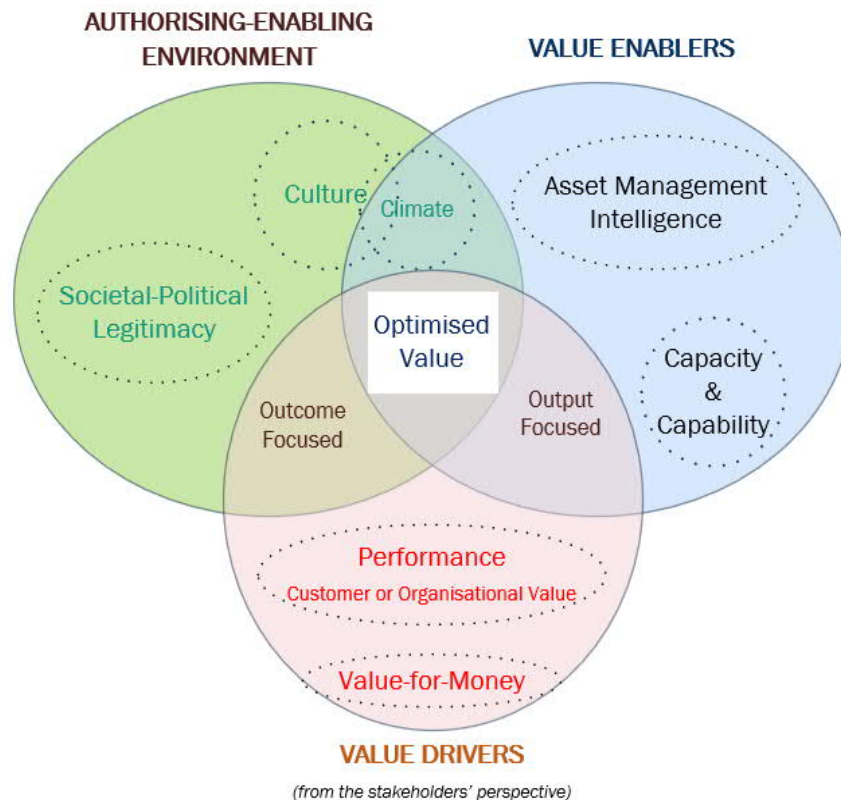 AUTHORISING-ENABLING
ENVIRONMENT
VALUE ENABLERS
Culture
Climate
Asset Management
Intelligence
Societal-Political
Legitimacy
Optimised
Value
Capacity
&
Capability
Outcome
Focused
Output
Focused
Performance
Customer or Organisational Value
Value-for-Money
VALUE DRIVERS
(from the stakeholders' perspective)